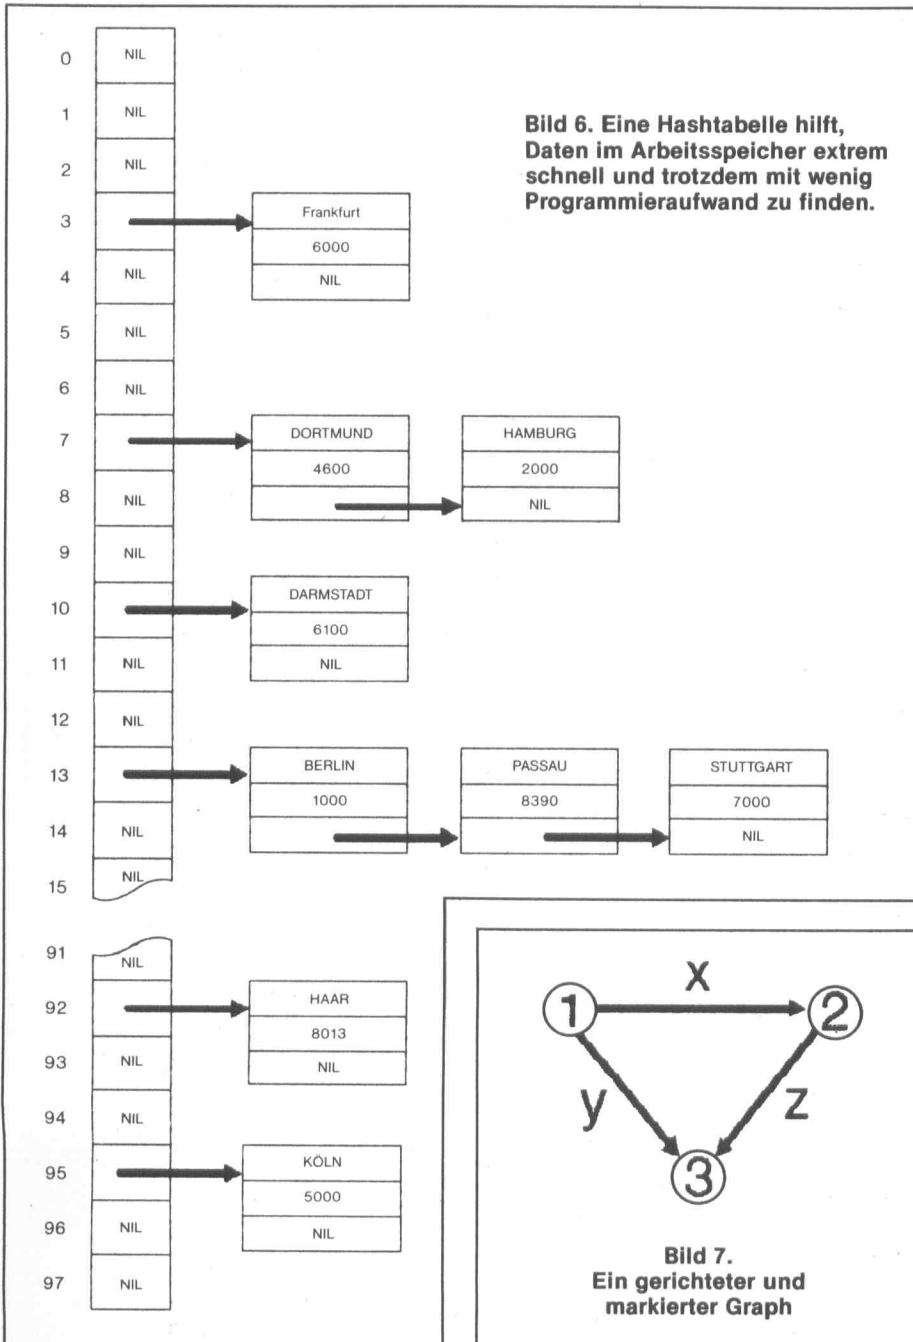 0 NIL
1 NIL
2 NIL
Bild 6. Eine Hashtabelle hilft,
Daten im Arbeitsspeicher extrem
schnell und trotzdem mit wenig
Programmieraufwand zu finden.
3
Frankfurt
6000
NIL
4 NIL
5 NIL
6 NIL
7
DORTMUND
4600
HAMBURG
2000
NIL
8 NIL
9 NIL
10
DARMSTADT
6100
NIL
11 NIL
12 NIL
13
BERLIN
1000
PASSAU
8390
STUTTGART
7000
NIL
14 NIL
15 NIL
91 NIL
92
HAAR
8013
NIL
93 NIL
94 NIL
95
KÖLN
5000
NIL
96 NIL
97 NIL
x
1
2
y
z
3
Bild 7.
Ein gerichteter und
markierter Graph